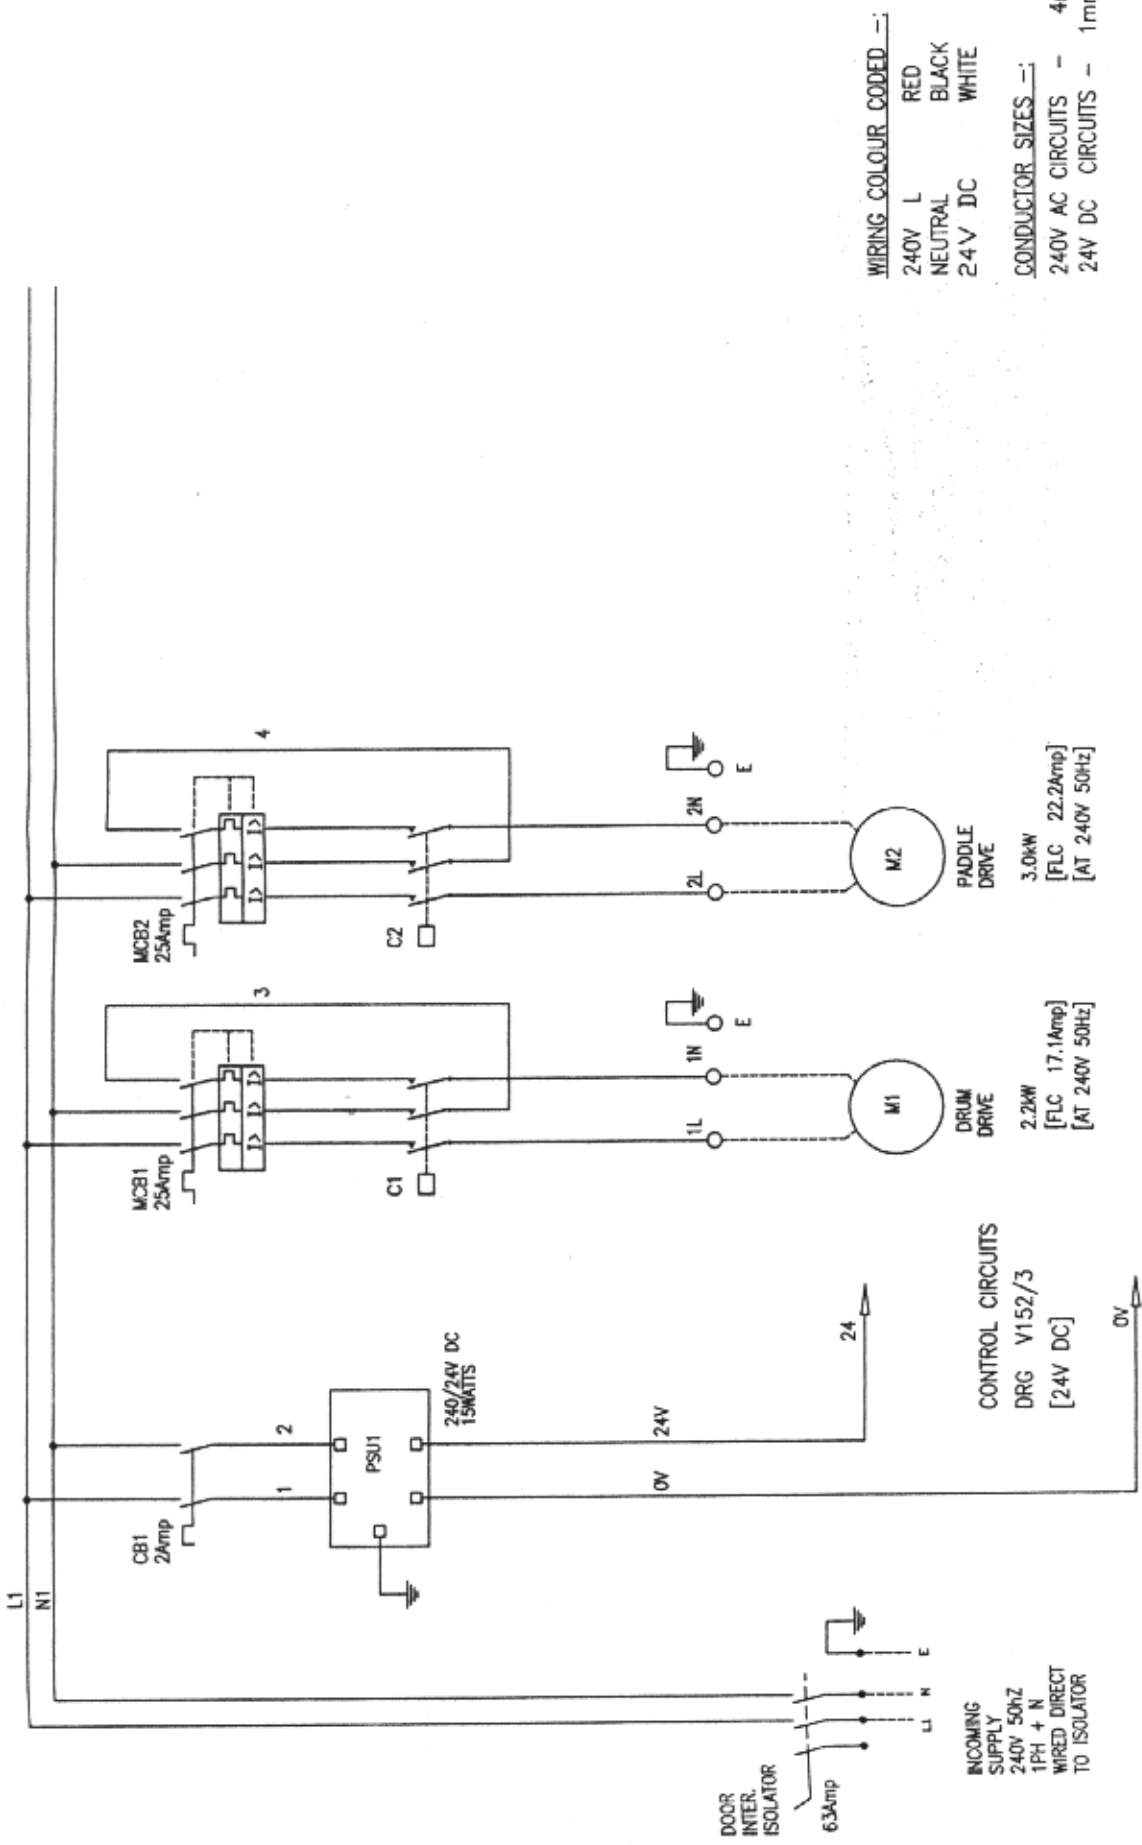 L1
N1
DOOR
INTER.
ISOLATOR
63Amp
L1
N
E
INCOMING
SUPPLY
240V 50hZ
1PH + N
WIRED DIRECT
TO ISOLATOR
CB1
2Amp
1
2
PSU1
240/24V DC
15WATTS
0V
24V
24
0V
CONTROL CIRCUITS
DRG V152/3
[24V DC]
MCB1
25Amp
I> I> I>
3
C1
1L
1N
E
M1
DRUM
DRIVE
2.2kW
[FLC 17.1Amp]
[AT 240V 50Hz]
MCB2
25Amp
I> I> I>
4
C2
2L
2N
E
M2
PADDLE
DRIVE
3.0kW
[FLC 22.2Amp]
[AT 240V 50Hz]
WIRING COLOUR CODED -:
240V L RED
NEUTRAL BLACK
24V DC WHITE
CONDUCTOR SIZES -:
240V AC CIRCUITS -
24V DC CIRCUITS -